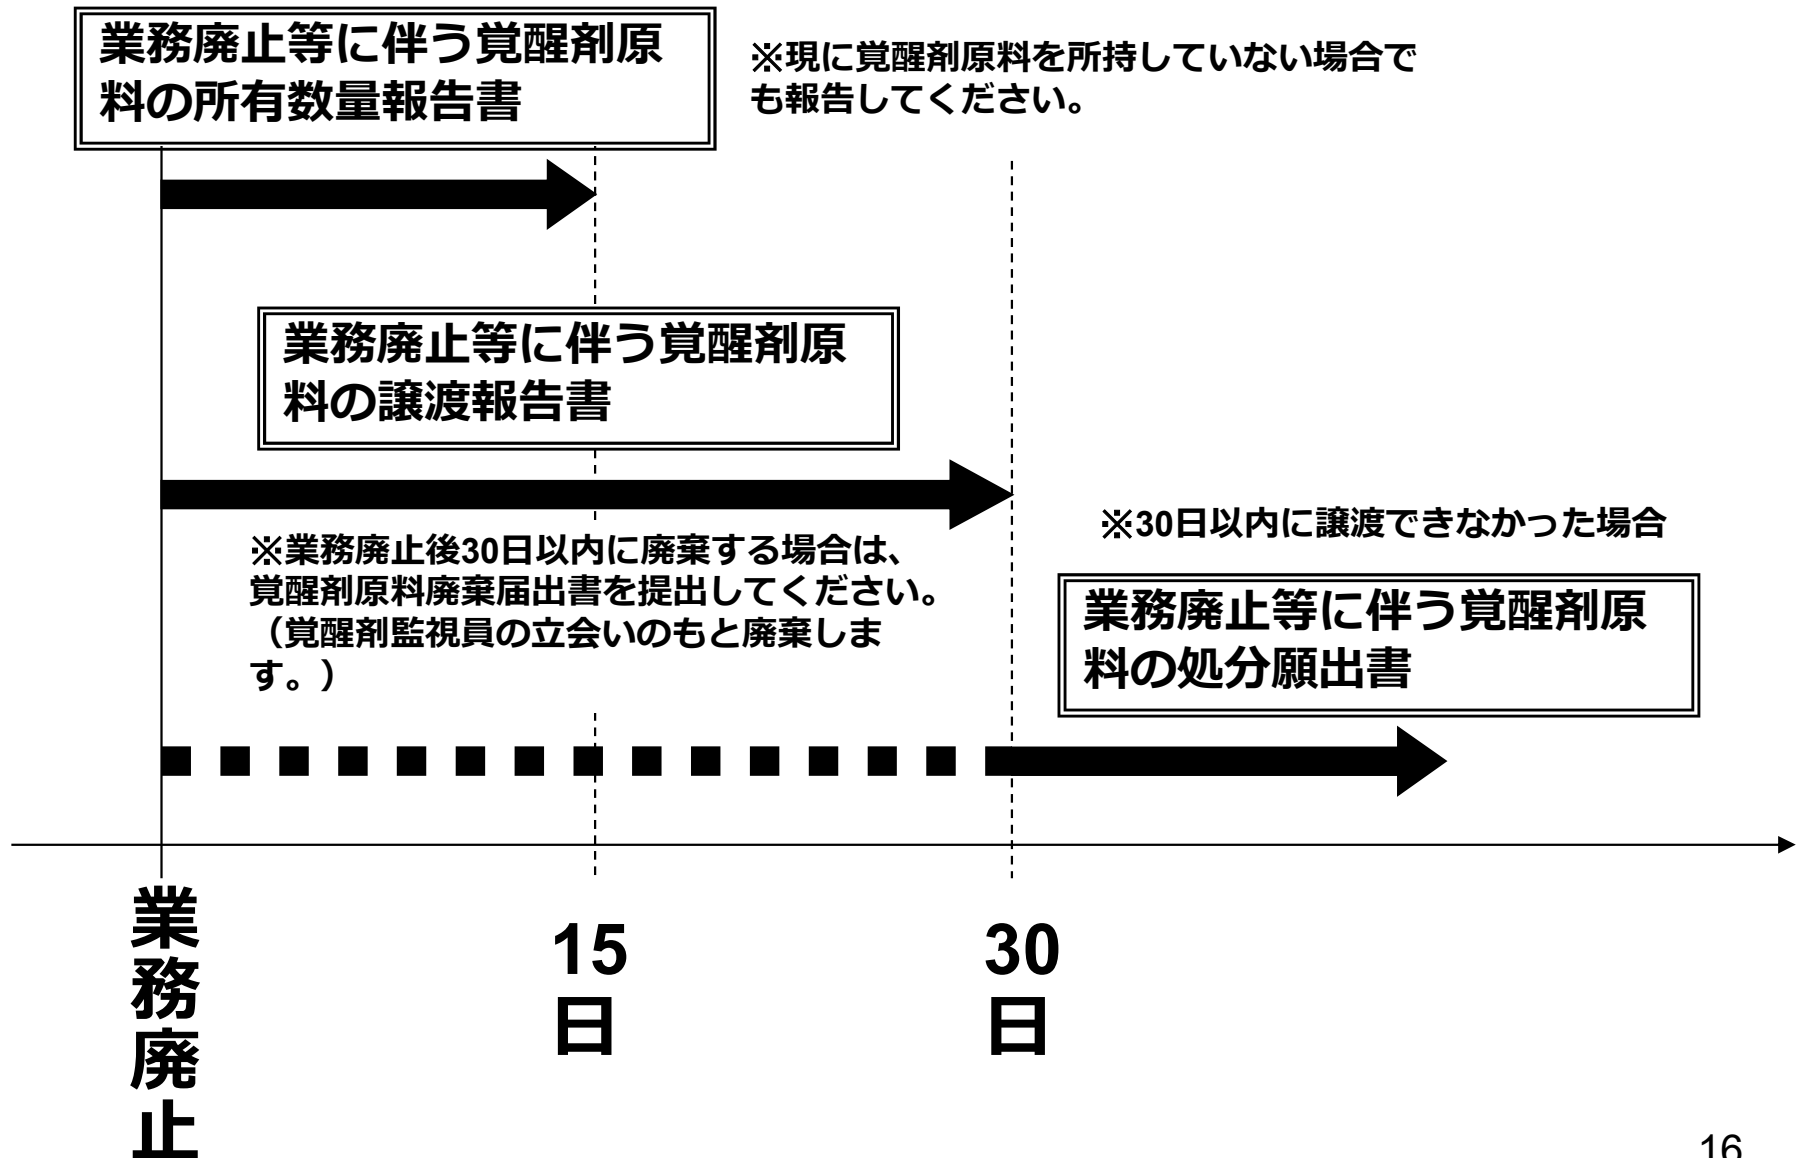 業務廃止等に伴う覚醒剤原
料の所有数量報告書
※現に覚醒剤原料を所持していない場合で
も報告してください。
業務廃止等に伴う覚醒剤原
料の譲渡報告書
※業務廃止後30日以内に廃棄する場合は、
覚醒剤原料廃棄届出書を提出してください。
（覚醒剤監視員の立会いのもと廃棄しま
す。）
※30日以内に譲渡できなかった場合
業務廃止等に伴う覚醒剤原
料の処分願出書
業務廃止
15
日
30
日
16